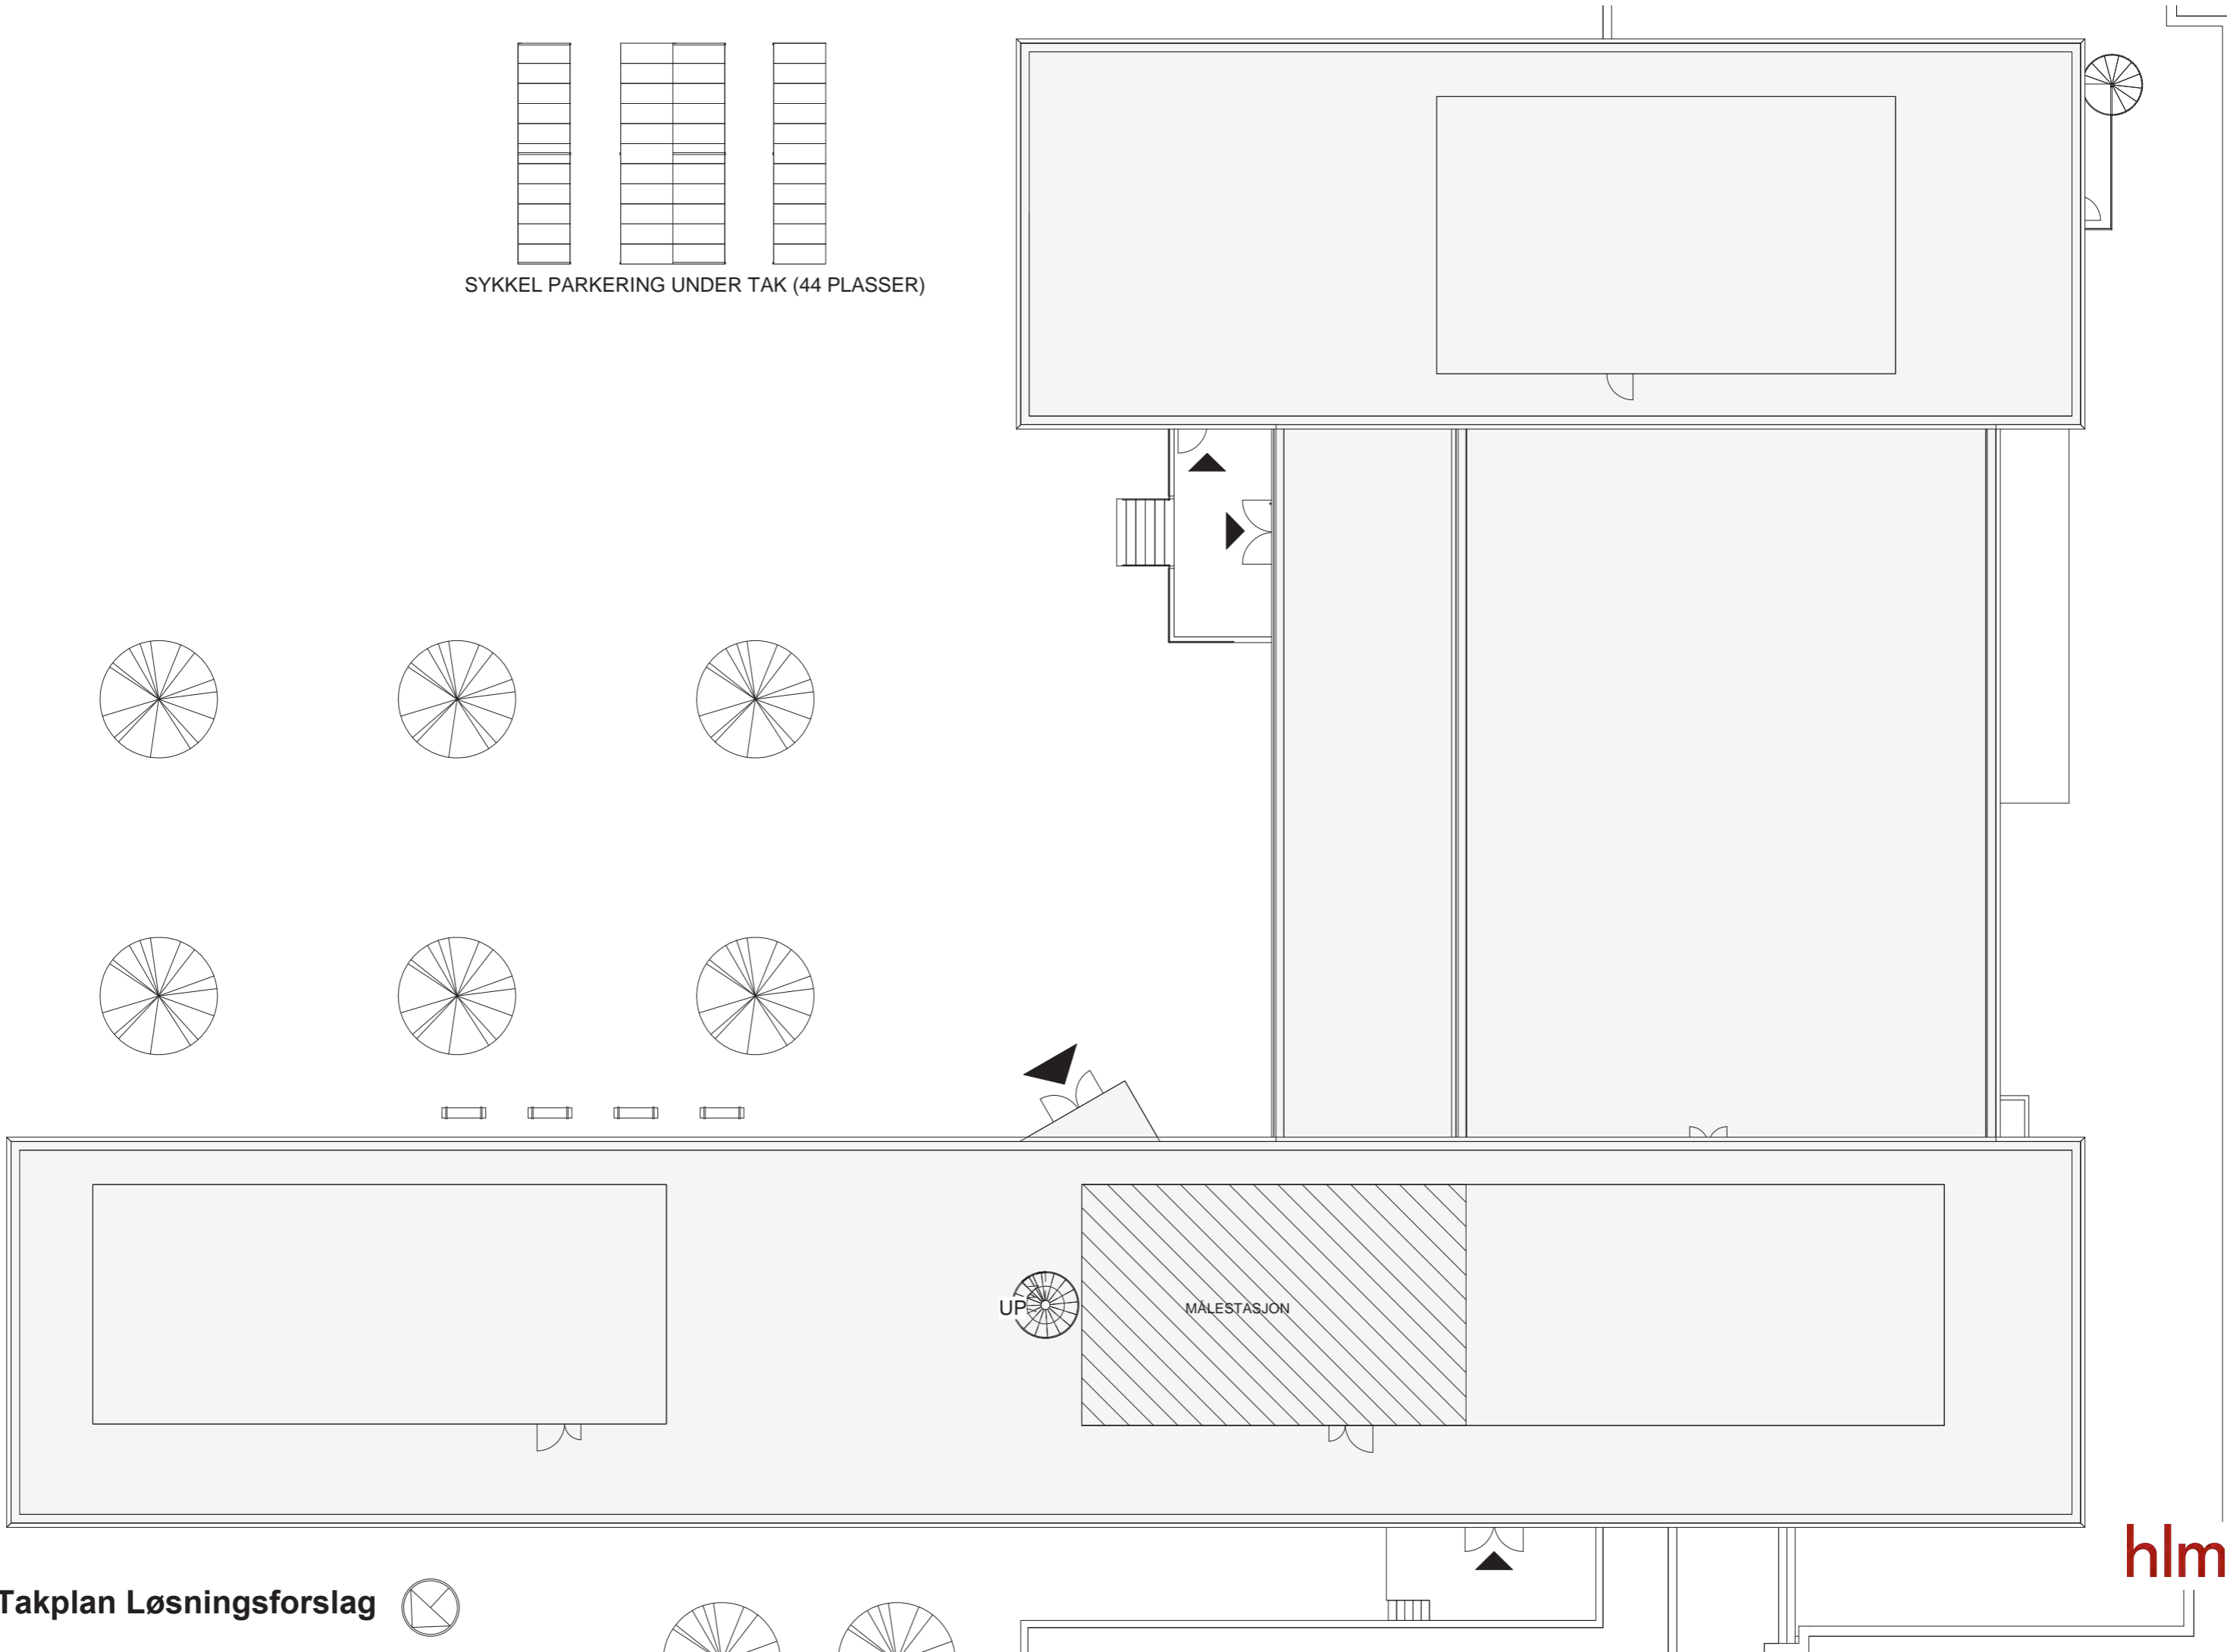 SYKKEL PARKERING UNDER TAK (44 PLASSER)
UP
MÅLESTASJON
hlm
Takplan Løsningsforslag